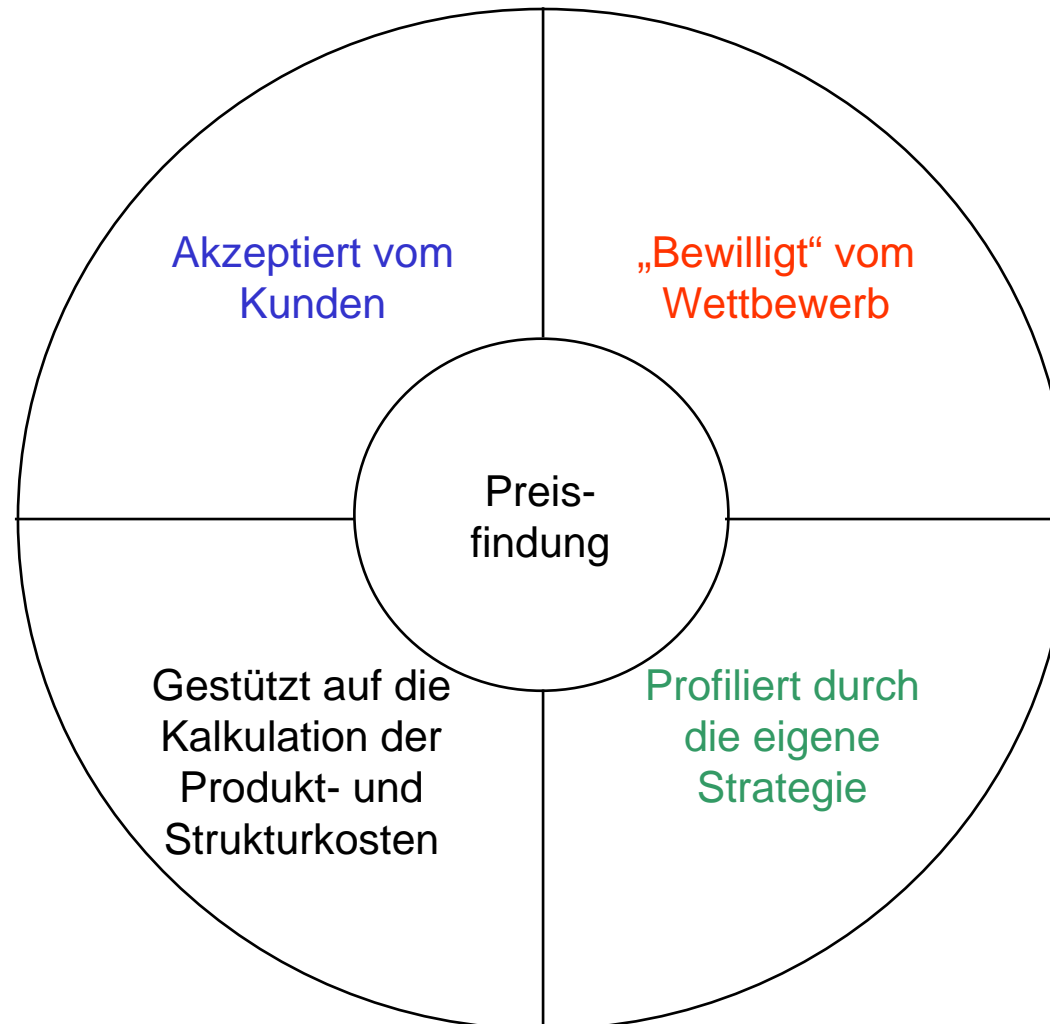 Akzeptiert vom
Kunden
„Bewilligt“ vom
Wettbewerb
Preis-
findung
Gestützt auf die
Kalkulation der
Produkt- und
Strukturkosten
Profiliert durch
die eigene
Strategie